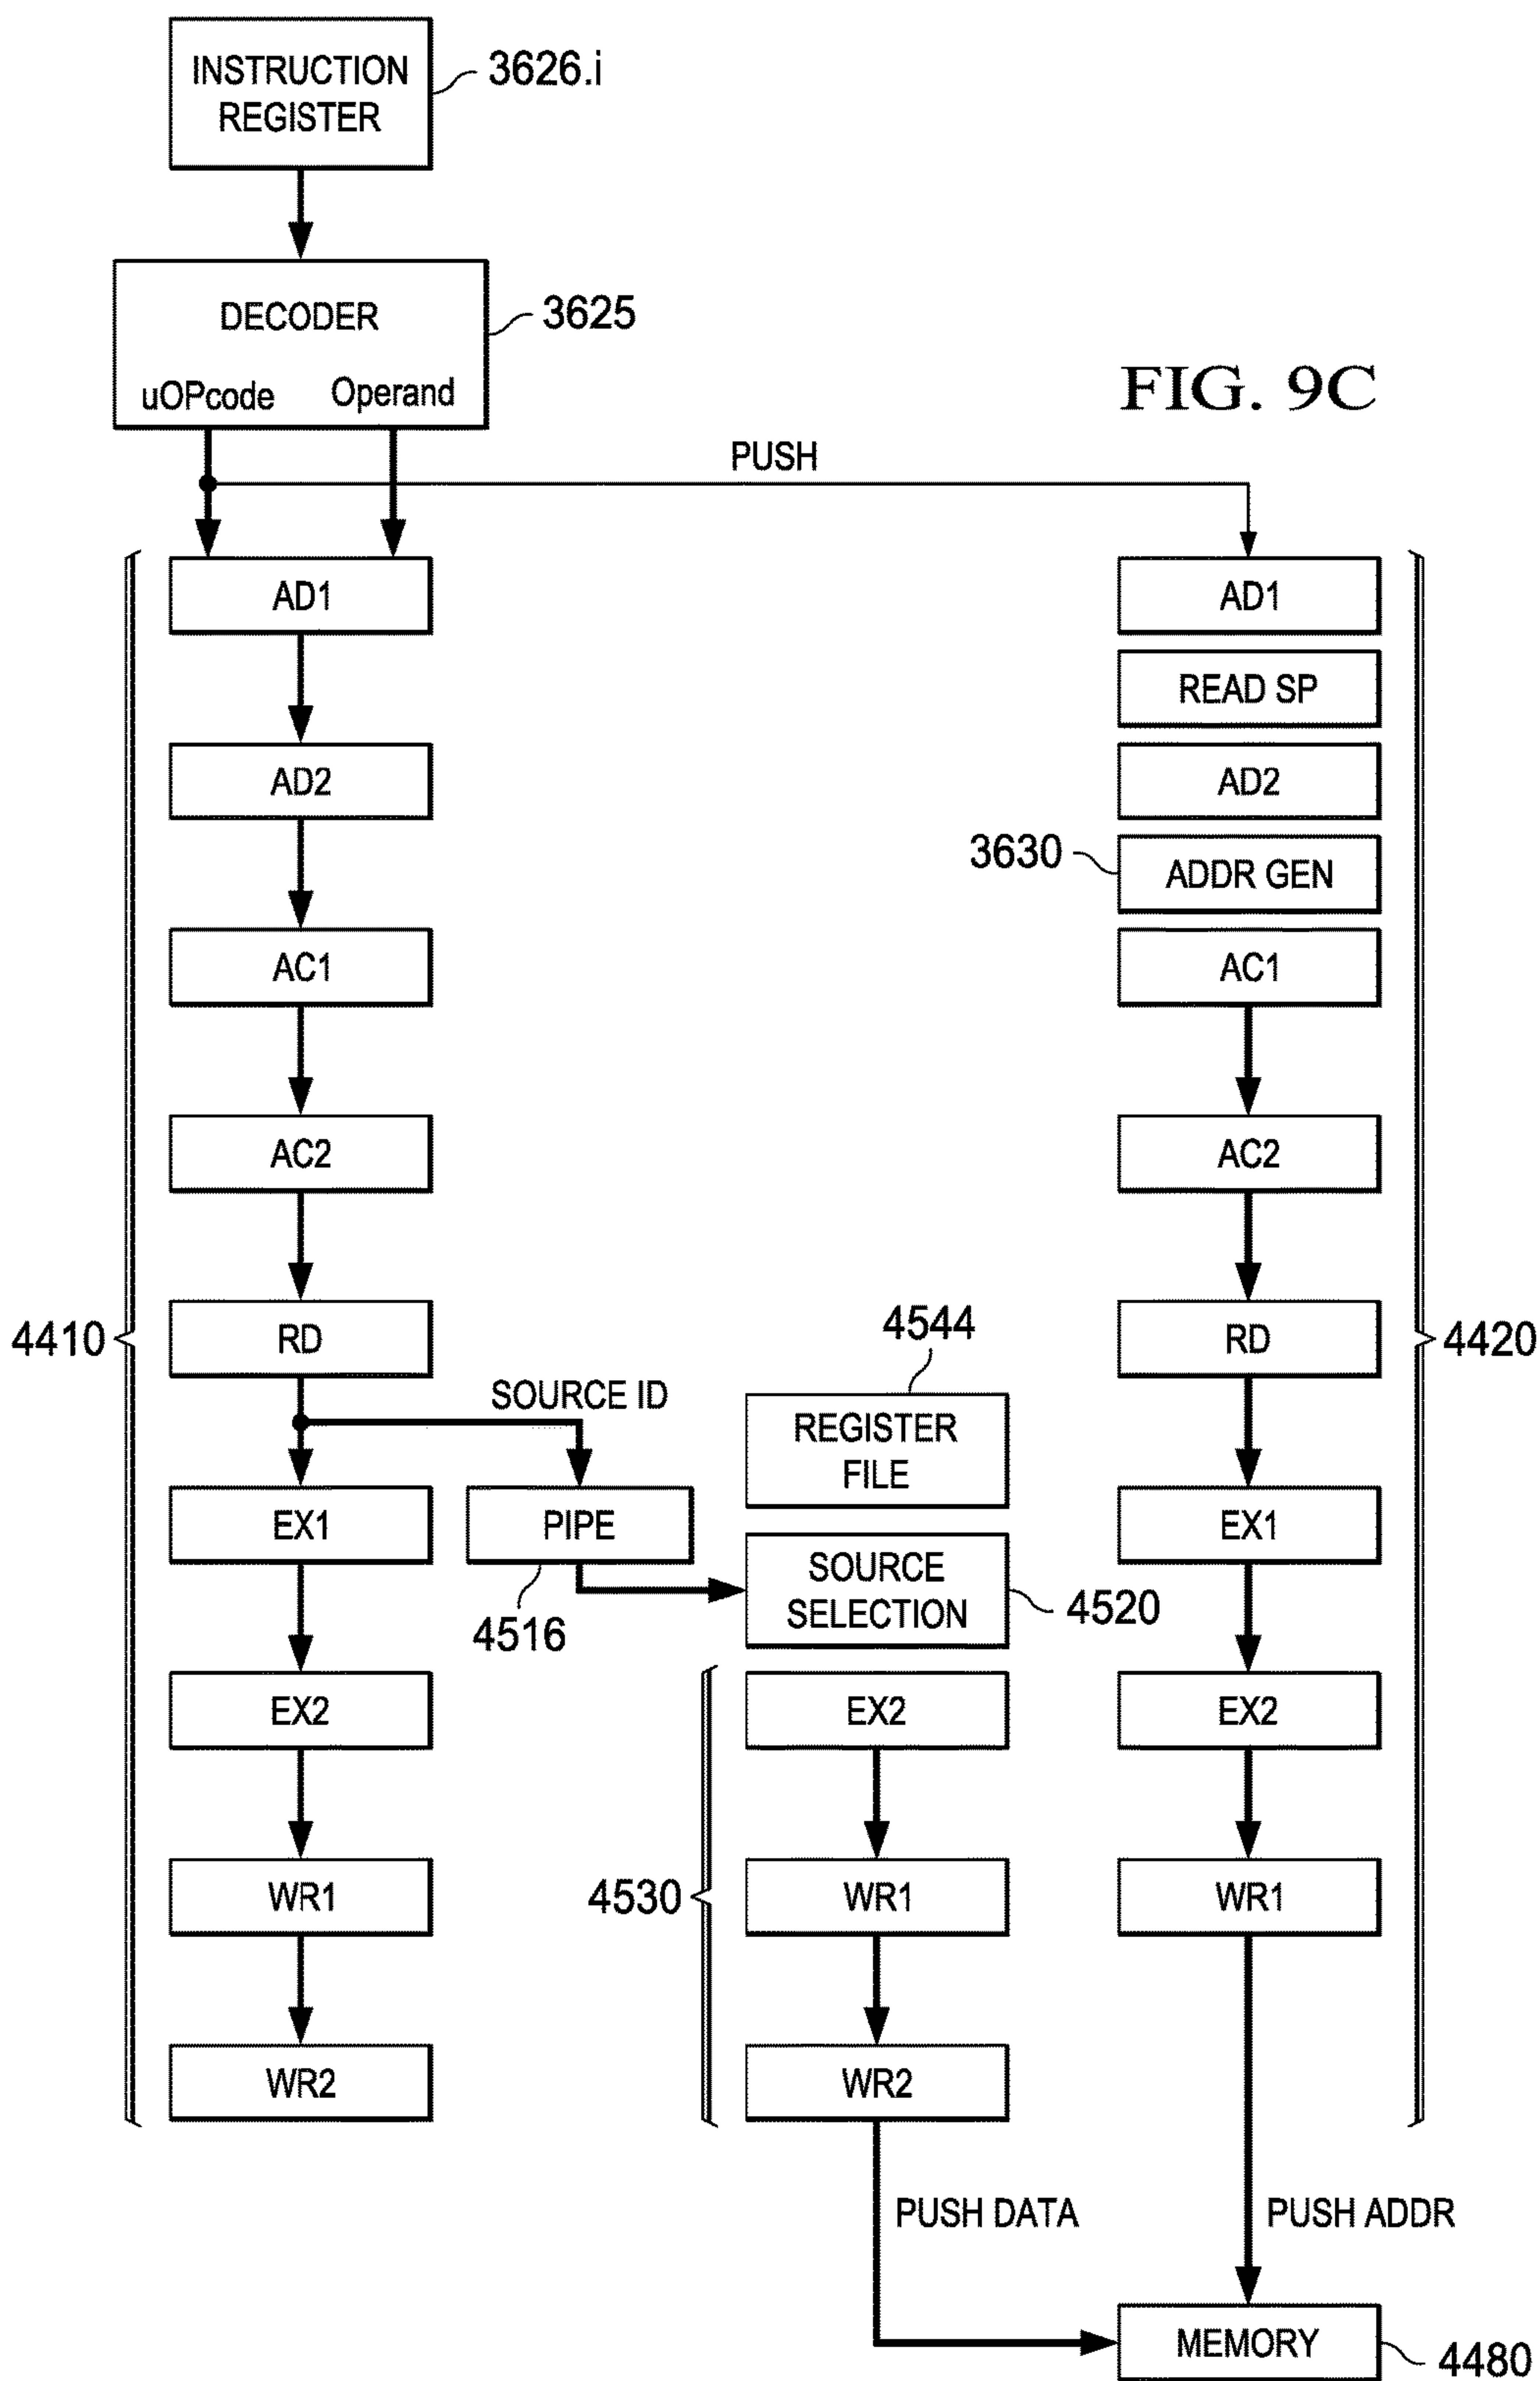 INSTRUCTION
REGISTER
3626.i
DECODER
3625
uOPcode
Operand
FIG. 9C
PUSH
AD1
AD1
READ SP
AD2
AD2
3630
ADDR GEN
AC1
AC1
AC2
AC2
4410
RD
4544
RD
4420
SOURCE ID
REGISTER
FILE
EX1
PIPE
EX1
4516
SOURCE
SELECTION
4520
EX2
EX2
EX2
WR1
4530
WR1
WR1
WR2
WR2
PUSH DATA
PUSH ADDR
MEMORY
4480